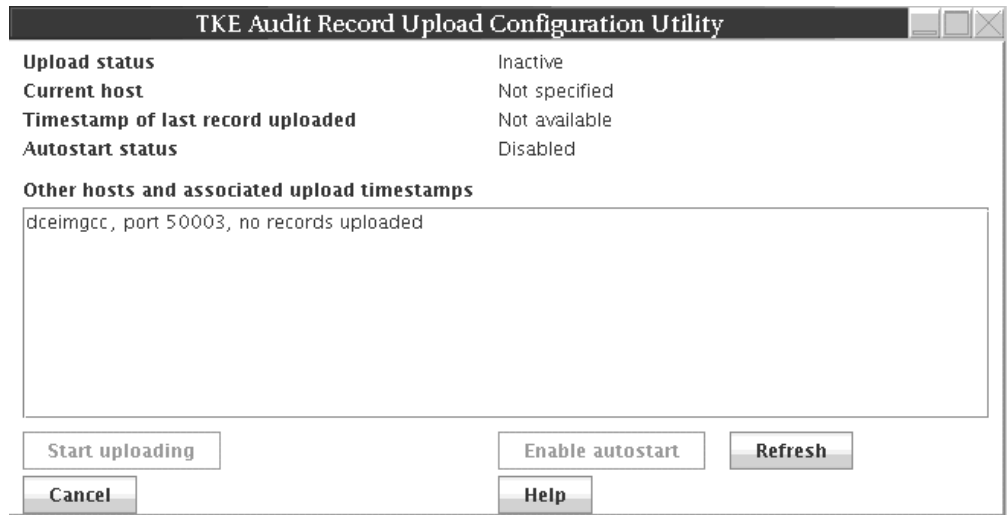 TKE Audit Record Upload Configuration Utility
Upload status Inactive
Current host Not specified
Timestamp of last record uploaded Not available
Autostart status Disabled
Other hosts and associated upload timestamps
dceimgcc, port 50003, no records uploaded
Start uploading Enable autostart Refresh
Cancel Help